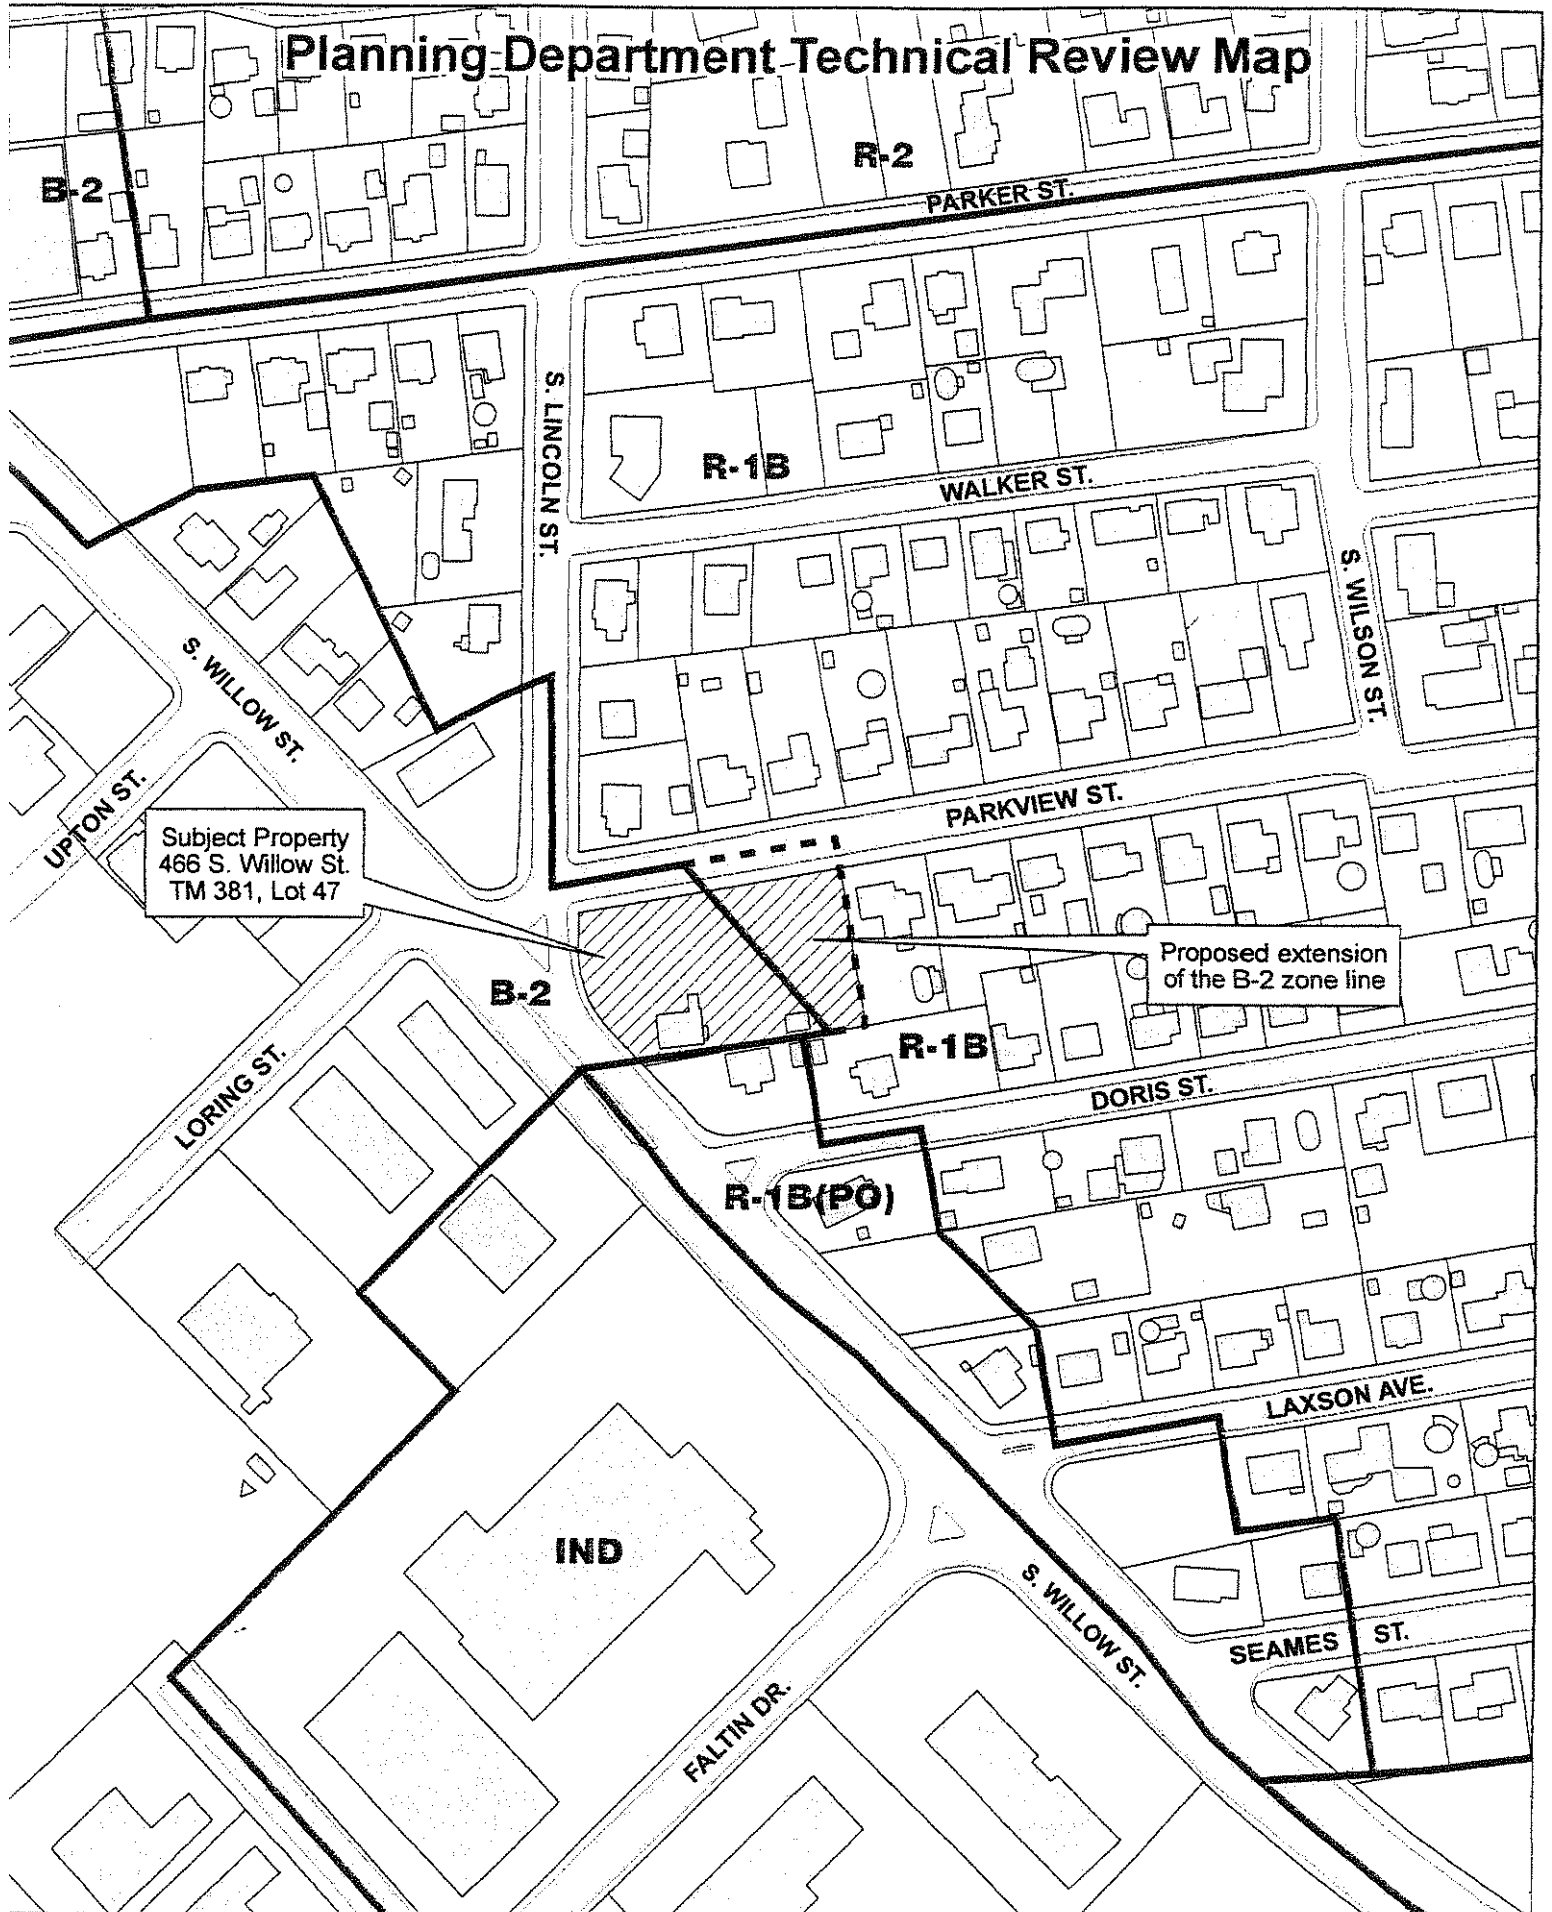 Planning Department Technical Review Map
R-2
B-2
PARKER ST.
S. LINCOLN ST.
R-1B
WALKER ST.
S. WILSON ST.
S. WILLOW ST.
UPTON ST.
PARKVIEW ST.
Subject Property
466 S. Willow St.
TM 381, Lot 47
Proposed extension
of the B-2 zone line
B-2
R-1B
LORING ST.
DORIS ST.
R-1B(PO)
LAXSON AVE.
IND
S. WILLOW ST.
SEAMES ST.
FALTIN DR.